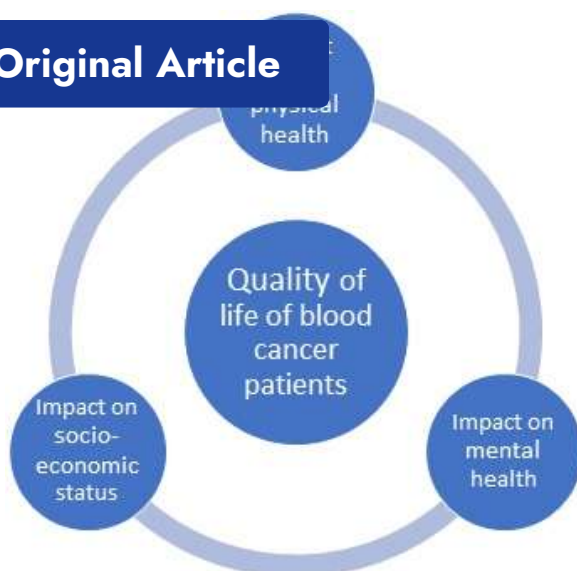 Original Article
physical
health
Quality of
life of blood
cancer
patients
Impact on
socio-
economic
status
Impact on
mental
health